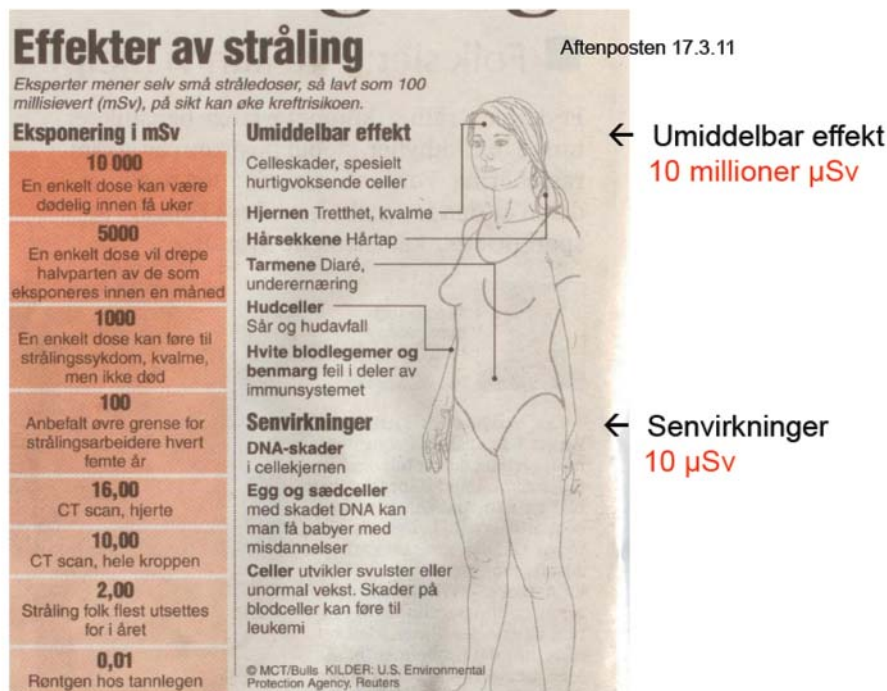 Effekter av stråling
Aftenposten 17.3.11
Eksperter mener selv små stråledoser, så lavt som 100
millisievert (mSv), på sikt kan øke kreftrisikoen.
Eksponering i mSv
10 000
En enkelt dose kan være
dødelig innen få uker
5000
En enkelt dose vil drepe
halvparten av de som
eksponeres innen en måned
1000
En enkelt dose kan føre til
strålingssykdom, kvalme,
men ikke død
100
Anbefalt øvre grense for
strålingsarbeidere hvert
femte år
16,00
CT scan, hjerte
10,00
CT scan, hele kroppen
2,00
Stråling folk flest utsettes
for i året
0,01
Røntgen hos tannlegen
Umiddelbar effekt
Celleskader, spesielt
hurtigvoksende celler
Hjernen Tretthet, kvalme
Hårsekkene Hårtap
Tarmene Diaré,
underernæring
Hudceller
Sår og hudavfall
Hvite blodlegemer og
benmarg feil i deler av
immunsystemet
Senvirkninger
DNA-skader
i cellekjernen
Egg og sædceller
med skadet DNA kan
man få babyer med
misdannelser
Celler utvikler svulster eller
unormal vekst. Skader på
blodceller kan føre til
leukemi
© MCT/Bulls KILDER: U.S. Environmental
Protection Agency, Reuters
← Umiddelbar effekt
10 millioner µSv
← Senvirkninger
10 µSv